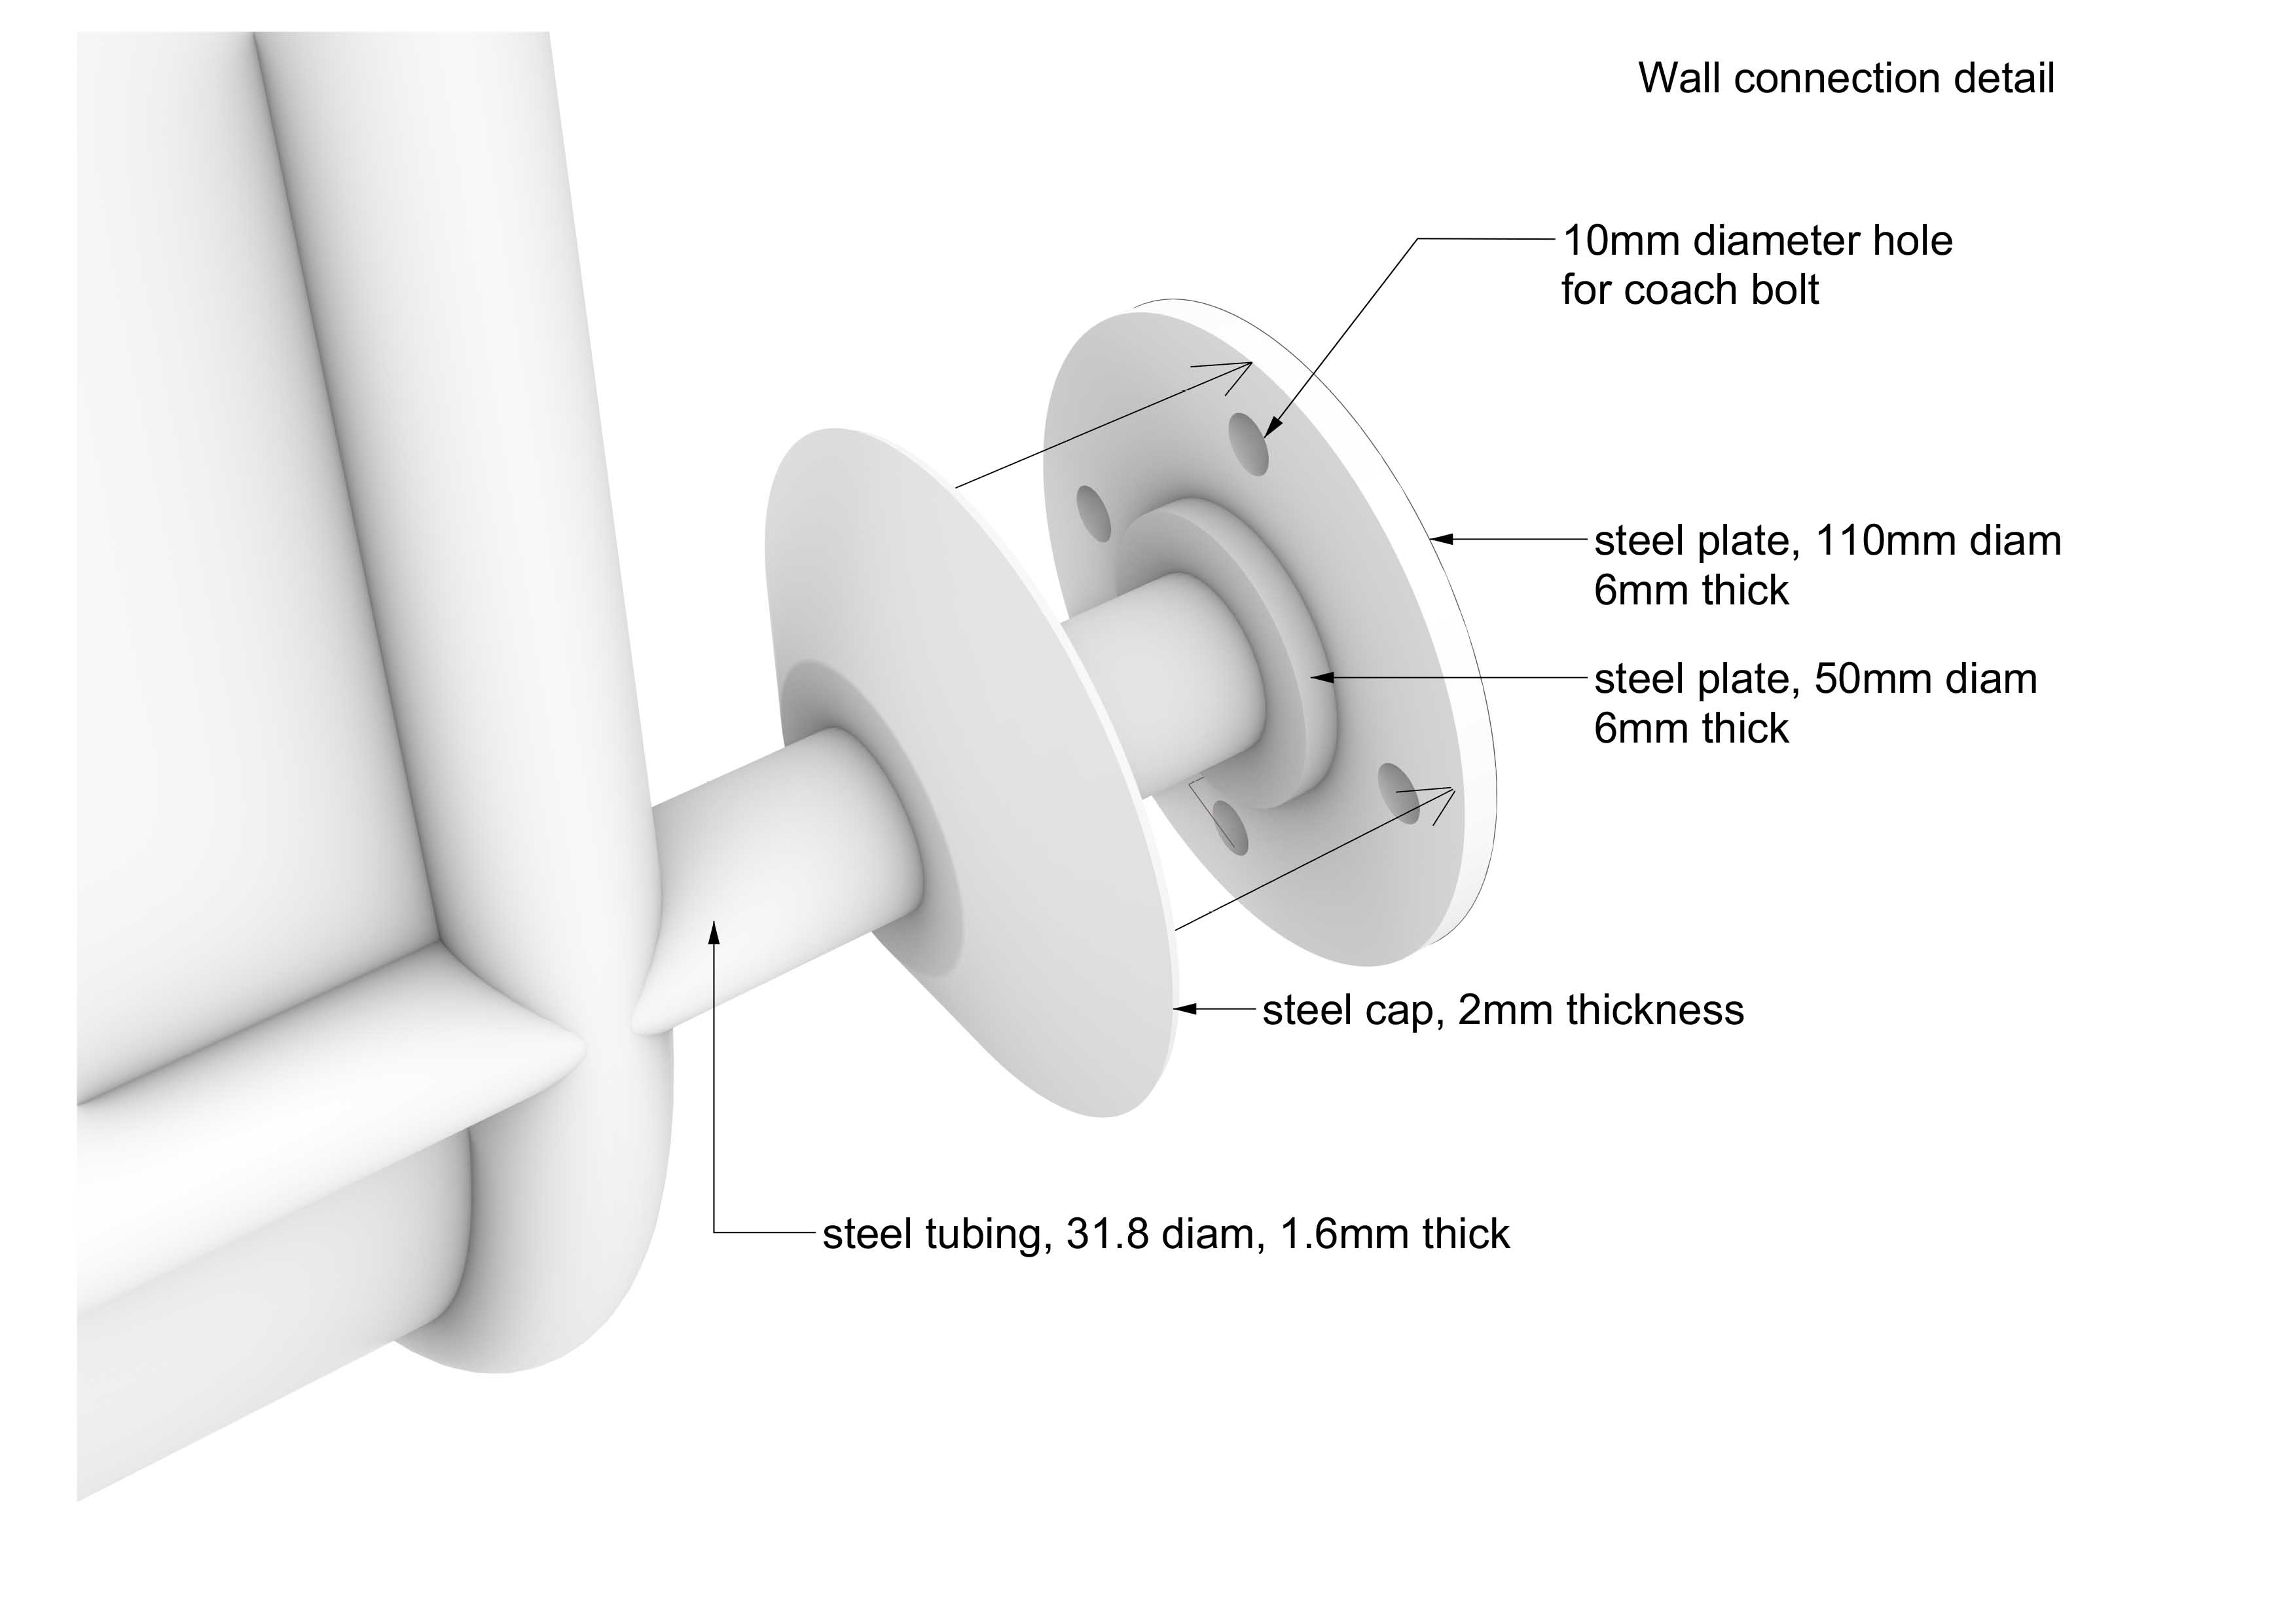 Wall connection detail
10mm diameter hole
for coach bolt
steel plate, 110mm diam
6mm thick
steel plate, 50mm diam
6mm thick
steel cap, 2mm thickness
steel tubing, 31.8 diam, 1.6mm thick